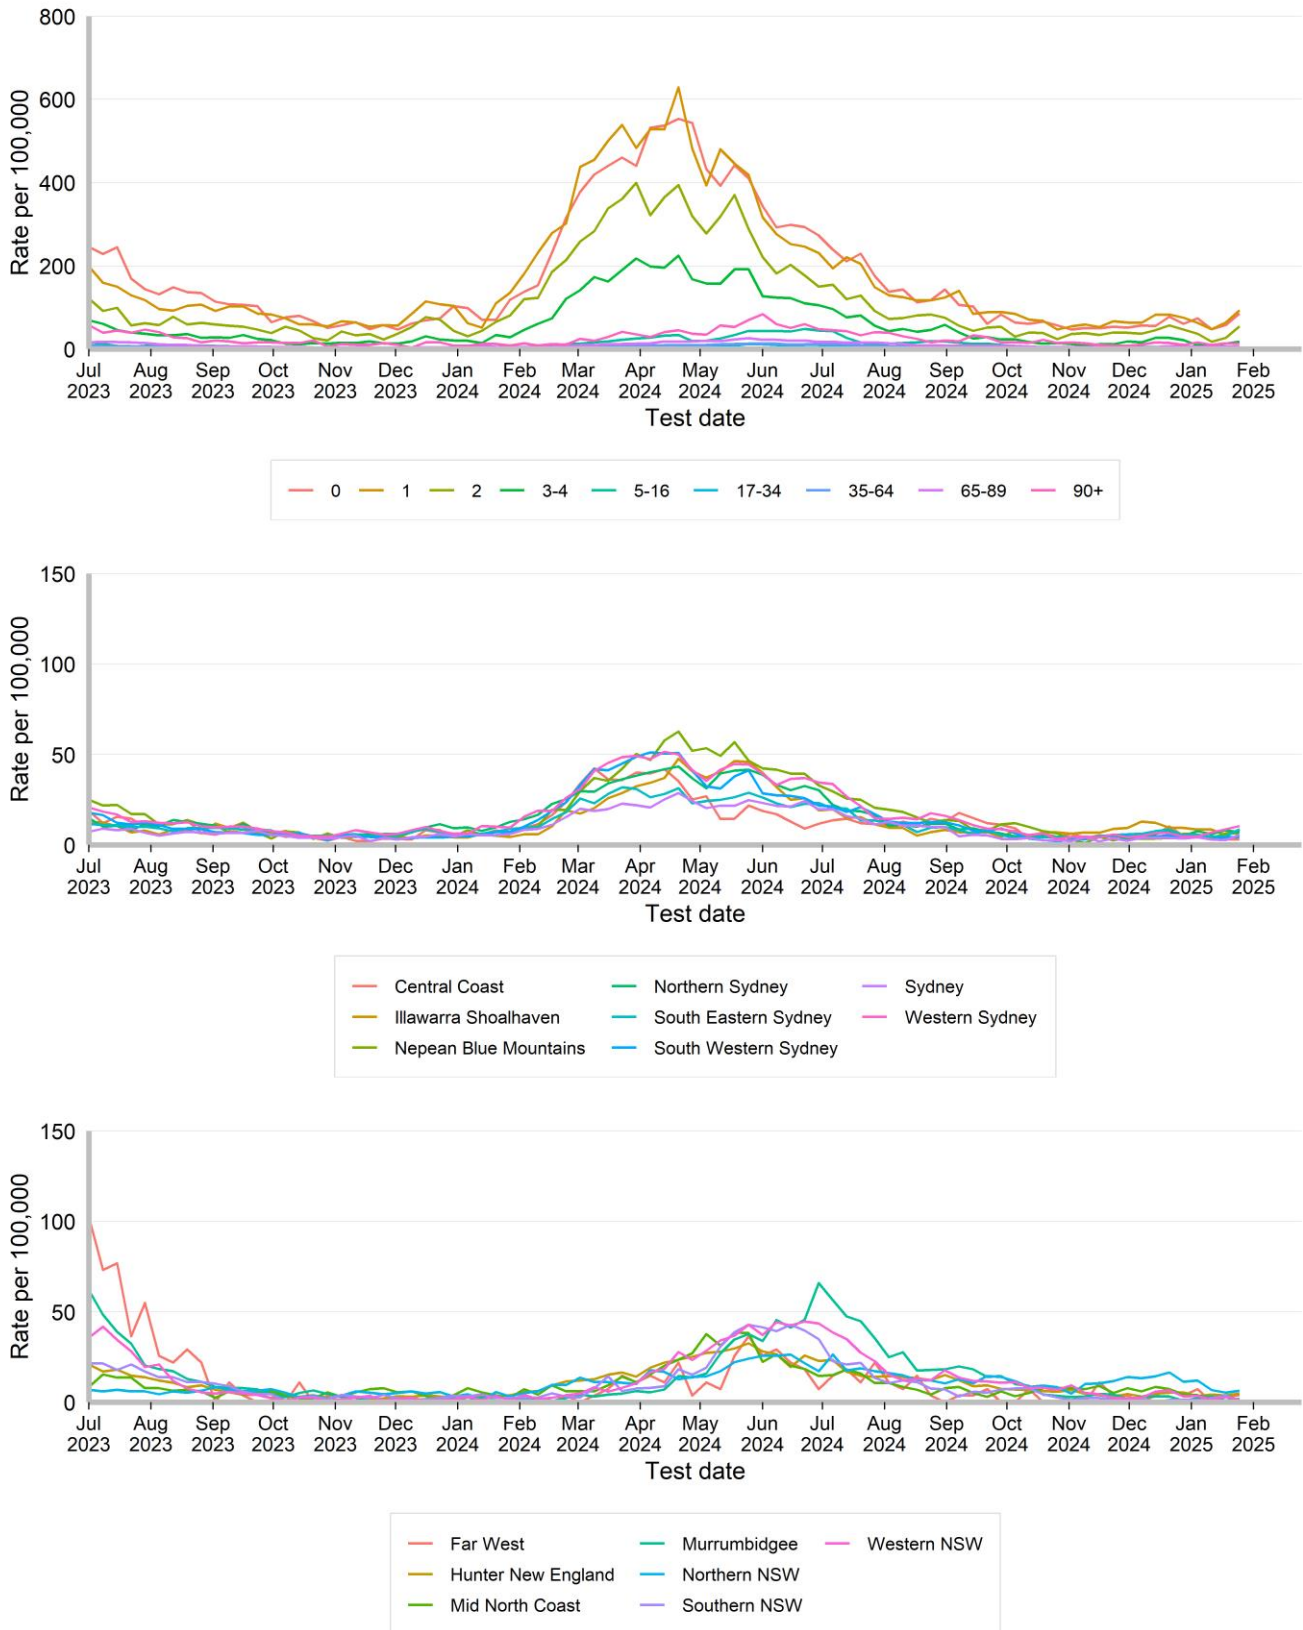 800
600
400
200
0
Rate per 100,000
Jul Aug Sep Oct Nov Dec Jan Feb Mar Apr May Jun Jul Aug Sep Oct Nov Dec Jan Feb
2023 2023 2023 2023 2023 2023 2024 2024 2024 2024 2024 2024 2024 2024 2024 2024 2024 2024 2025 2025
Test date
0 1 2 3-4 5-16 17-34 35-64 65-89 90+
150
100
50
0
Rate per 100,000
Jul Aug Sep Oct Nov Dec Jan Feb Mar Apr May Jun Jul Aug Sep Oct Nov Dec Jan Feb
2023 2023 2023 2023 2023 2023 2024 2024 2024 2024 2024 2024 2024 2024 2024 2024 2024 2024 2025 2025
Test date
Central Coast Northern Sydney Sydney
Illawarra Shoalhaven South Eastern Sydney Western Sydney
Nepean Blue Mountains South Western Sydney
150
100
50
0
Rate per 100,000
Jul Aug Sep Oct Nov Dec Jan Feb Mar Apr May Jun Jul Aug Sep Oct Nov Dec Jan Feb
2023 2023 2023 2023 2023 2023 2024 2024 2024 2024 2024 2024 2024 2024 2024 2024 2024 2024 2025 2025
Test date
Far West Murrumbidgee Western NSW
Hunter New England Northern NSW
Mid North Coast Southern NSW